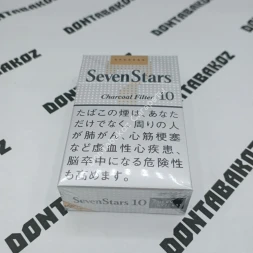 DONTABAKOZ
SevenStars
Charcoal Filter 10
たばこの煙は、あなた
だけでなく、周りの人
が肺がん、心筋梗塞
など虚血性心疾患、
脳卒中になる危険性
も高めます。
SevenStars 10
DONTABAKOZ